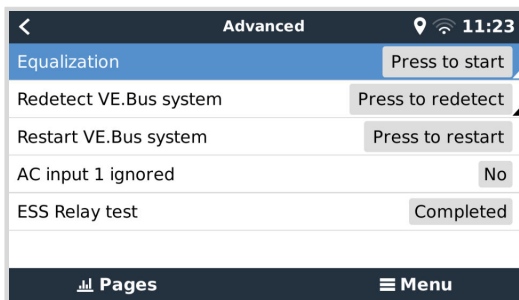 Advanced 11:23
Equalization Press to start
Redetect VE.Bus system Press to redetect
Restart VE.Bus system Press to restart
AC input 1 ignored No
ESS Relay test Completed
Pages Menu